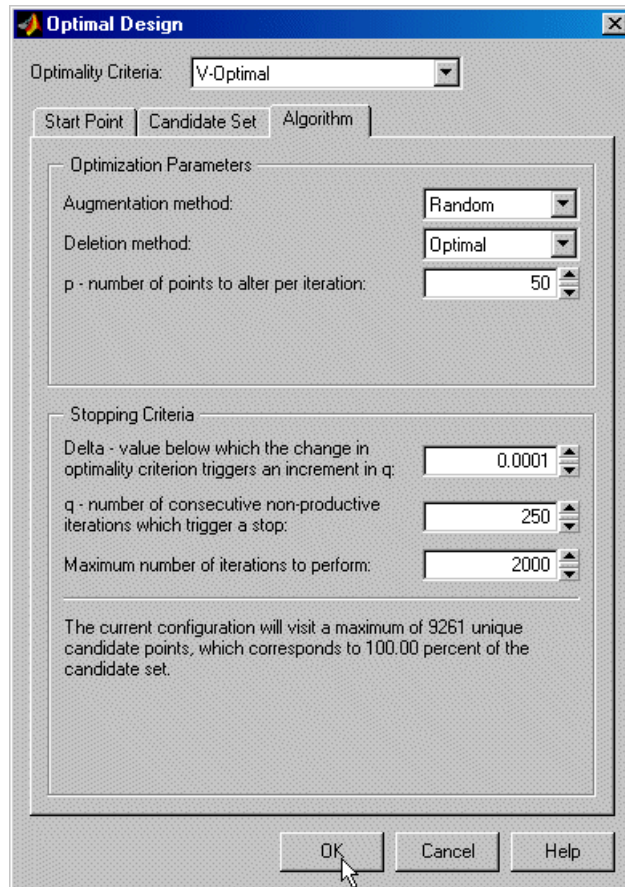 Optimal Design
Optimality Criteria: V-Optimal
Start Point Candidate Set Algorithm
Optimization Parameters
Augmentation method: Random
Deletion method: Optimal
p - number of points to alter per iteration: 50
Stopping Criteria
Delta - value below which the change in
optimality criterion triggers an increment in q: 0.0001
q - number of consecutive non-productive
iterations which trigger a stop: 250
Maximum number of iterations to perform: 2000
The current configuration will visit a maximum of 9261 unique
candidate points, which corresponds to 100.00 percent of the
candidate set.
OK Cancel Help